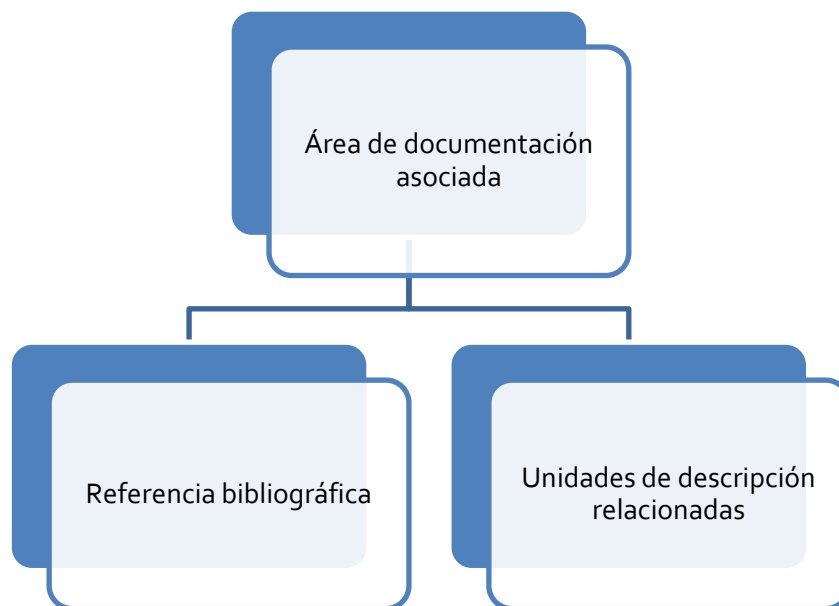 Área de documentación
asociada
Referencia bibliográfica
Unidades de descripción
relacionadas